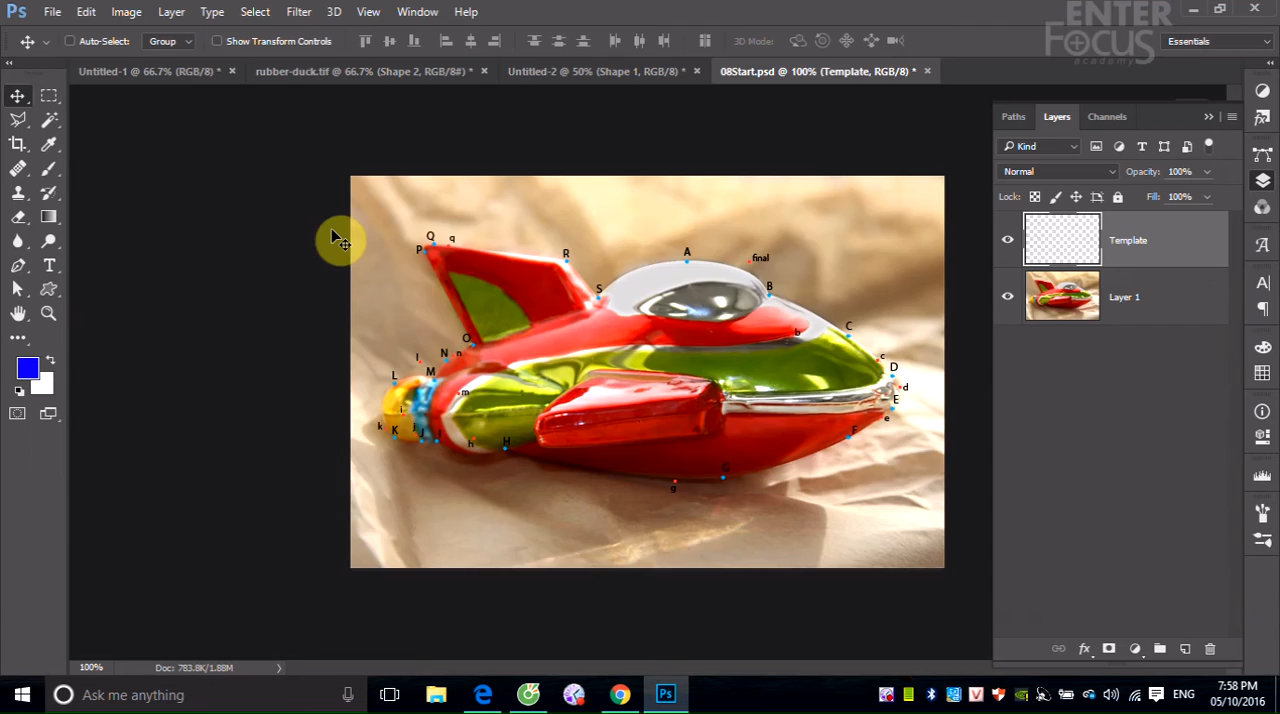 Ps File Edit Image Layer Type Select Filter 3D View Window Help
ENTER
FOCUS
academy
Auto-Select: Group Show Transform Controls 3D Mode: Essentials
Untitled-1 @ 66.7% (RGB/8) * × rubber-duck.tif @ 66.7% (Shape 2, RGB/8#) * × Untitled-2 @ 50% (Shape 1, RGB/8) * × 08Start.psd @ 100% (Template, RGB/8) * ×
Paths Layers Channels
Kind
Normal Opacity: 100%
Lock: Fill: 100%
Template
Layer 1
Q q
P
R
A
final
S
B
b
C
O
N n
l
c
M
L
D
d
m
E
i
e
k
K
j
J
F
h
H
G
g
100% Doc: 783.8K/1.88M
Ask me anything
ENG
7:58 PM
05/10/2016